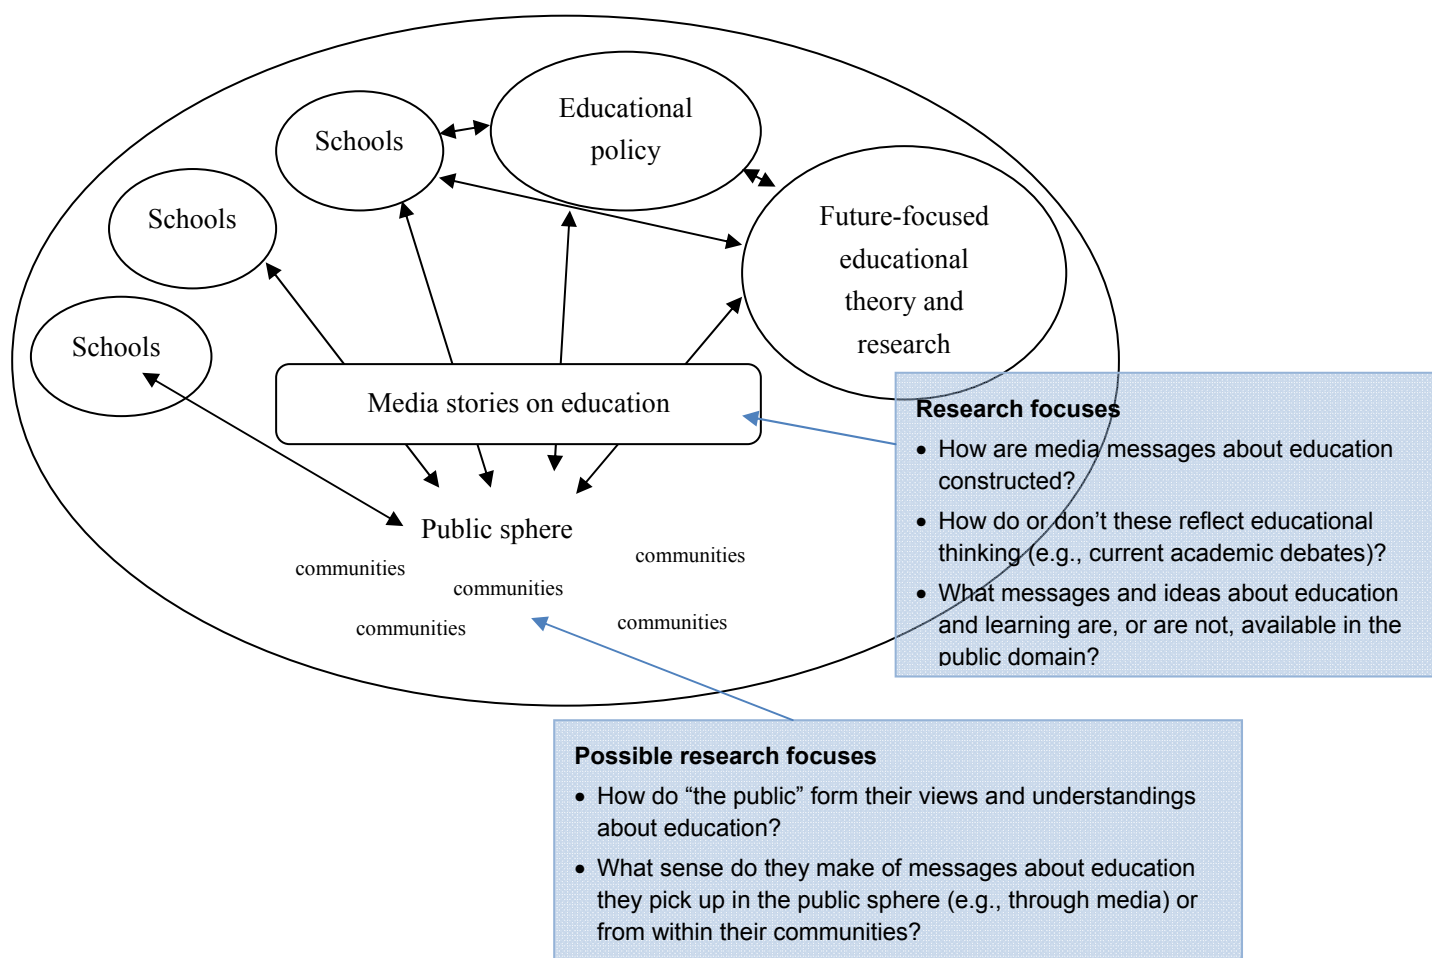 Educational
policy
Schools
Schools
Schools
Future-focused
educational
theory and
research
Media stories on education
Public sphere
communities
communities
communities
communities
communities
Research focuses
• How are media messages about education
constructed?
• How do or don't these reflect educational
thinking (e.g., current academic debates)?
• What messages and ideas about education
and learning are, or are not, available in the
public domain?
Possible research focuses
• How do “the public” form their views and understandings
about education?
• What sense do they make of messages about education
they pick up in the public sphere (e.g., through media) or
from within their communities?